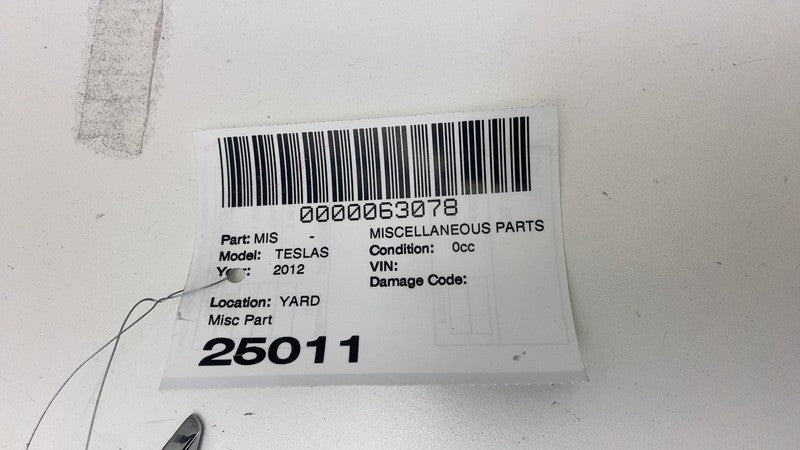 0000063078
Part: MIS - MISCELLANEOUS PARTS
Model: TESLAS Condition: 0cc
Year: 2012 VIN:
Damage Code:
Location: YARD
Misc Part
25011